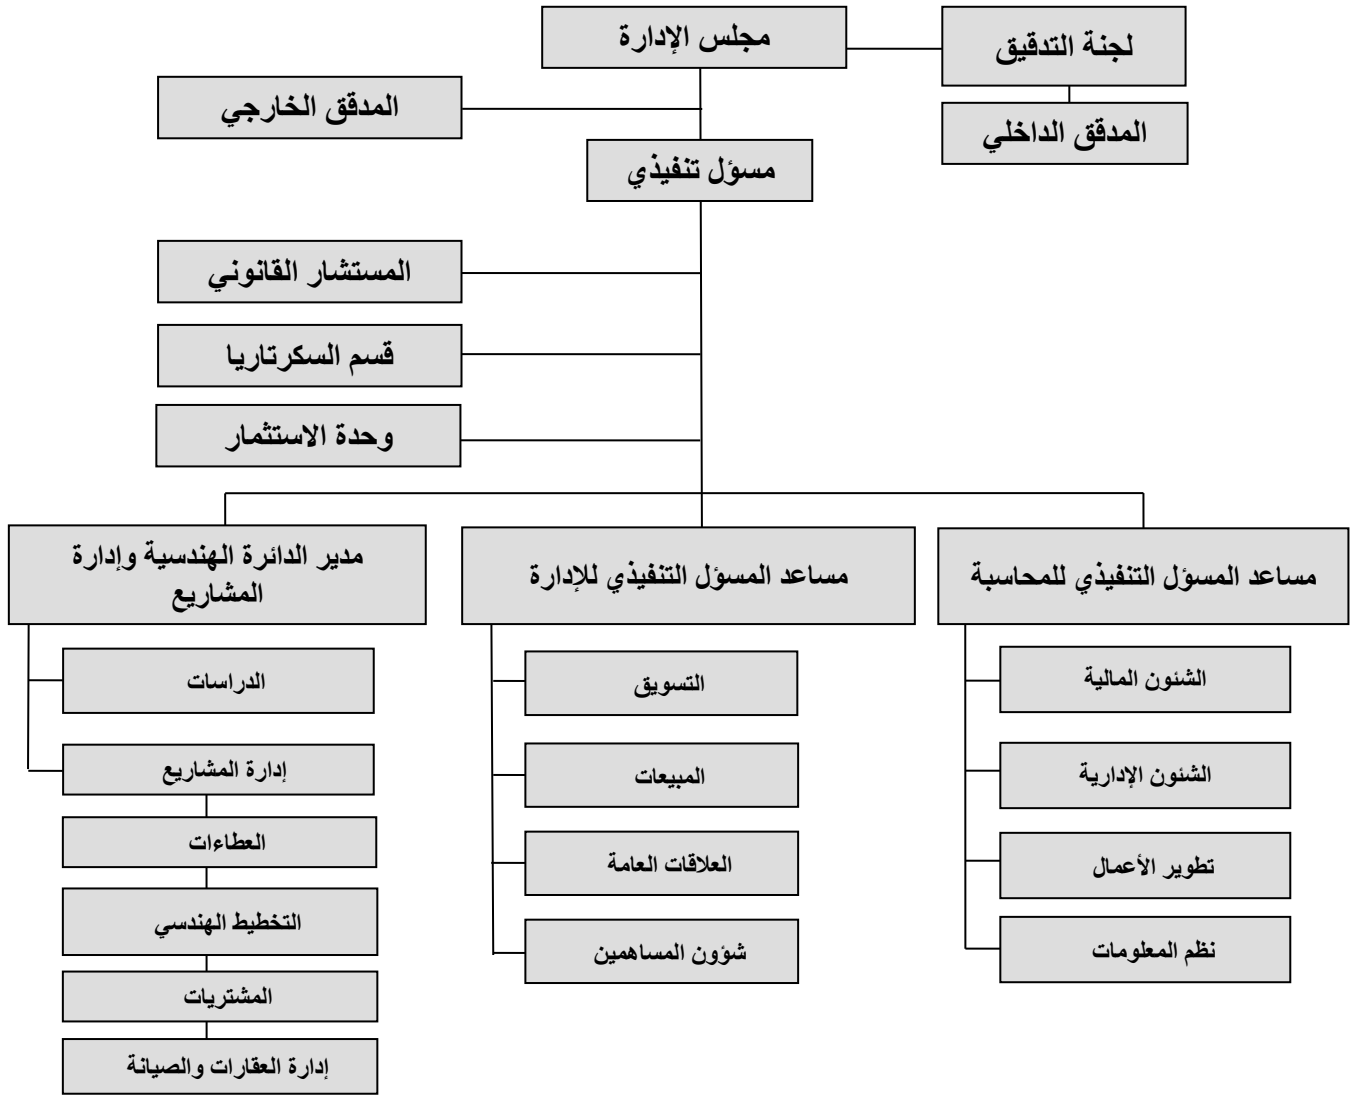 مجلس الإدارة
لجنة التدقيق
المدقق الخارجي
المدقق الداخلي
مسؤل تنفيذي
المستشار القانوني
قسم السكرتاريا
وحدة الاستثمار
مساعد المسؤل التنفيذي للمحاسبة
الشئون المالية
الشئون الإدارية
تطوير الأعمال
نظم المعلومات
مساعد المسؤل التنفيذي للإدارة
التسويق
المبيعات
العلاقات العامة
شؤون المساهمين
مدير الدائرة الهندسية وإدارة
المشاريع
الدراسات
إدارة المشاريع
العطاءات
التخطيط الهندسي
المشتريات
إدارة العقارات والصيانة